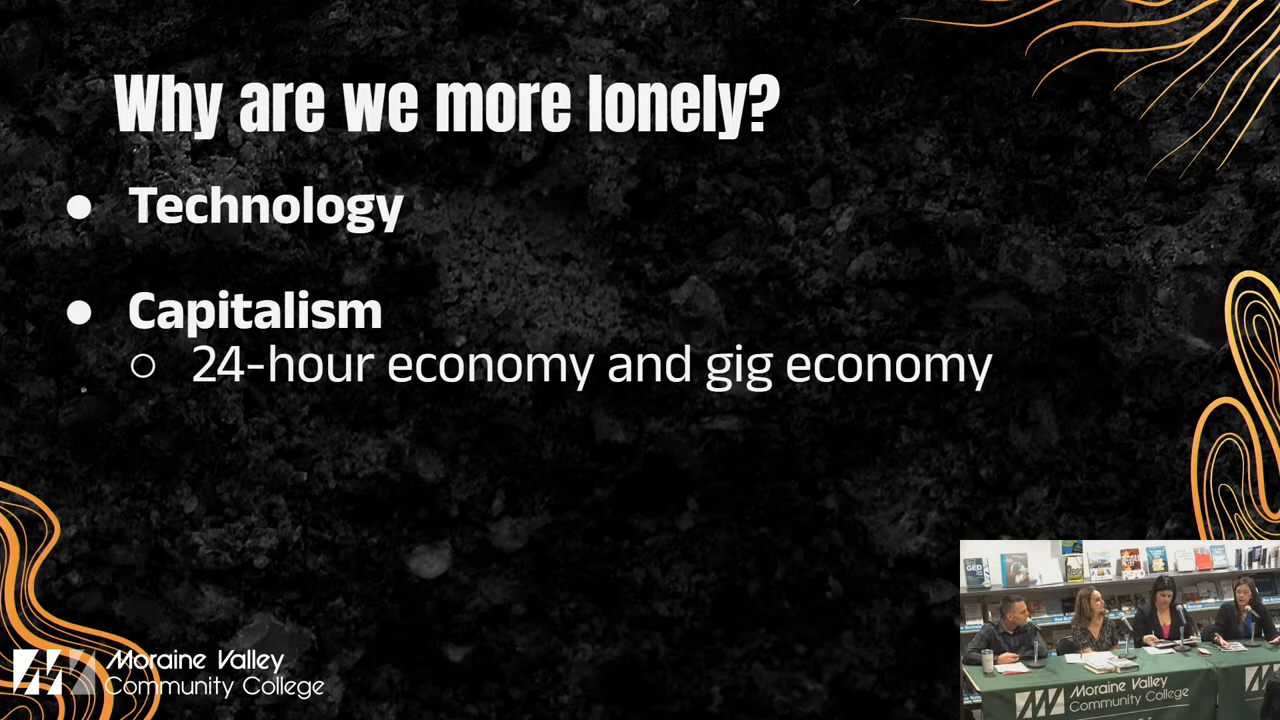 Why are we more lonely?
● Technology
● Capitalism
○ 24-hour economy and gig economy
Moraine Valley
Community College
GED
Moraine Valley
Community College